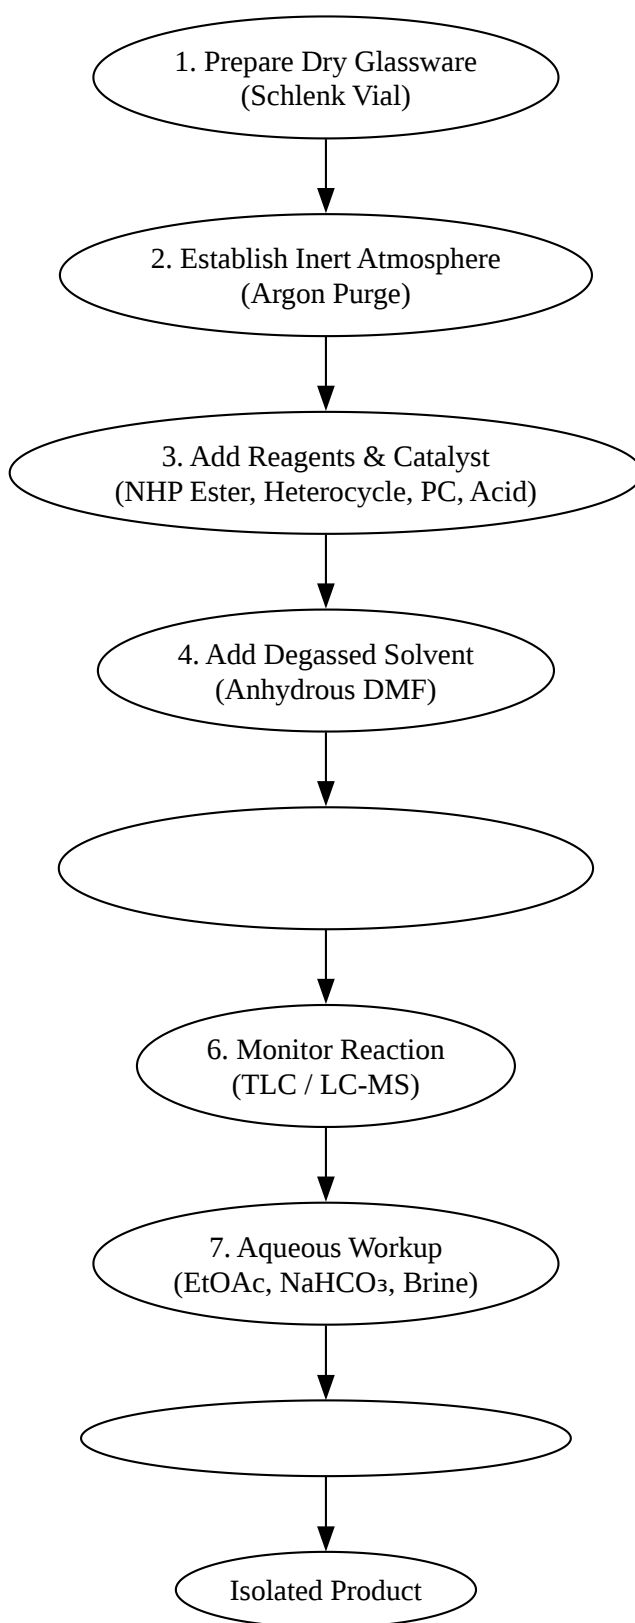 1. Prepare Dry Glassware
(Schlenk Vial)
2. Establish Inert Atmosphere
(Argon Purge)
3. Add Reagents & Catalyst
(NHP Ester, Heterocycle, PC, Acid)
4. Add Degassed Solvent
(Anhydrous DMF)
6. Monitor Reaction
(TLC / LC-MS)
7. Aqueous Workup
(EtOAc, NaHCO₃, Brine)
Isolated Product